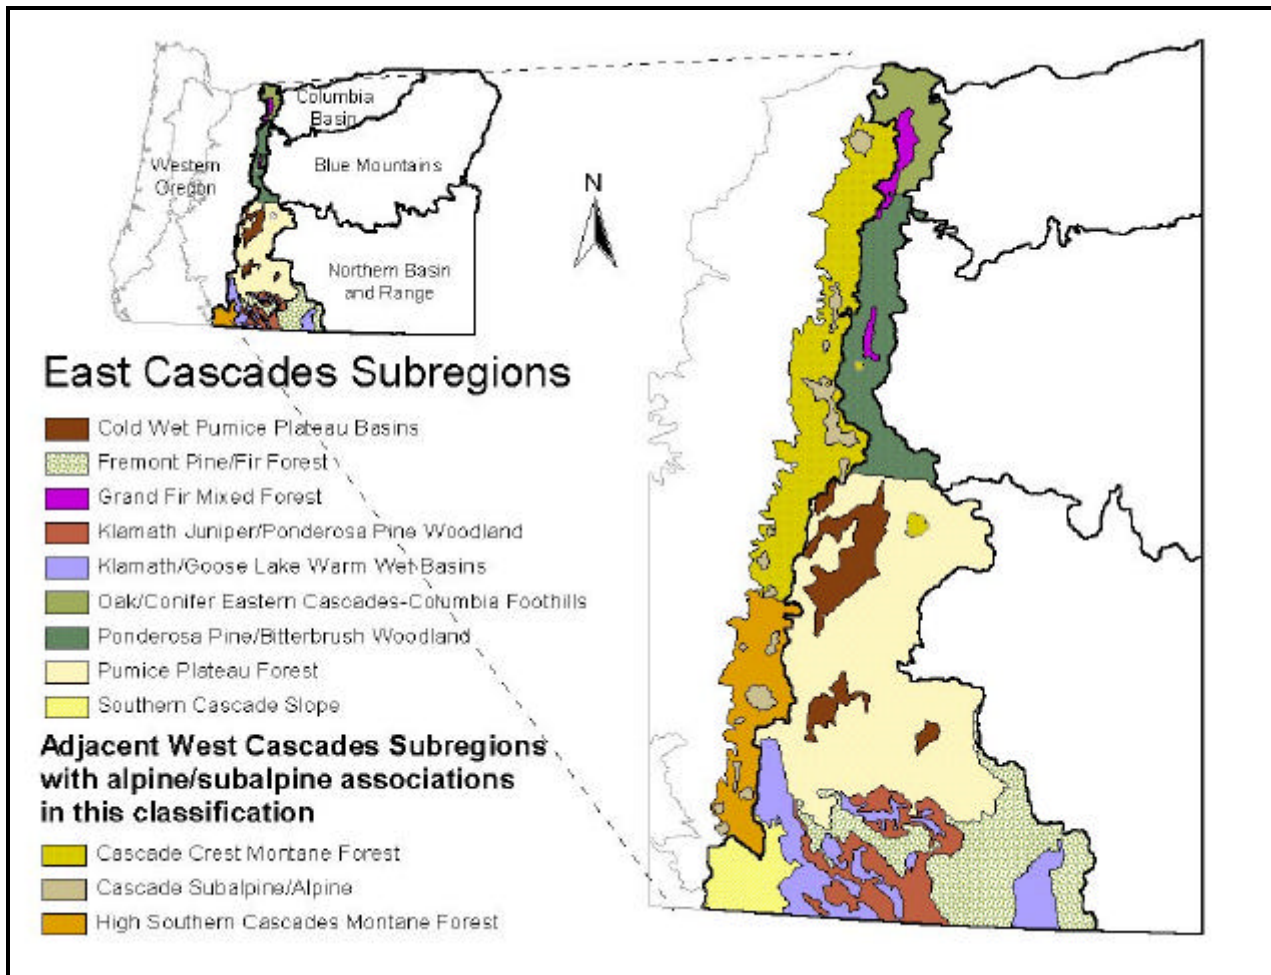 Columbia
Basin
Western
Oregon
Blue Mountains
N
Northern Basin
and Range
East Cascades Subregions
Cold Wet Pumice Plateau Basins
Fremont Pine/Fir Forest
Grand Fir Mixed Forest
Klamath Juniper/Ponderosa Pine Woodland
Klamath/Goose Lake Warm Wet Basins
Oak/Conifer Eastern Cascades-Columbia Foothills
Ponderosa Pine/Bitterbrush Woodland
Pumice Plateau Forest
Southern Cascade Slope
Adjacent West Cascades Subregions
with alpine/subalpine associations
in this classification
Cascade Crest Montane Forest
Cascade Subalpine/Alpine
High Southern Cascades Montane Forest